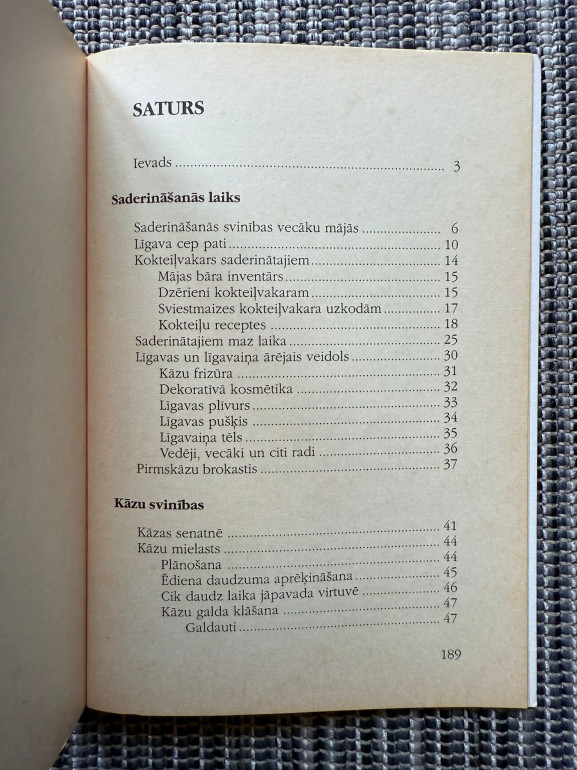 SATURS
Ievads ..... 3
Saderināšanās laiks
Saderināšanās svinības vecāku mājās ..... 6
Līgava cep pati ..... 10
Kokteiļvakars saderinātajiem ..... 14
Mājas bāra inventārs ..... 15
Dzērieni kokteiļvakaram ..... 15
Sviestmaizes kokteiļvakara uzkodām ..... 17
Kokteiļu receptes ..... 18
Saderinātajiem maz laika ..... 25
Līgavas un līgavaiņa ārējais veidols ..... 30
Kāzu frizūra ..... 31
Dekoratīvā kosmētika ..... 32
Līgavas plīvurs ..... 33
Līgavas pušķis ..... 34
Līgavaiņa tēls ..... 35
Vedēji, vecāki un citi radi ..... 36
Pirmskāzu brokastis ..... 37
Kāzu svinības
Kāzas senatnē ..... 41
Kāzu mielasts ..... 44
Plānošana ..... 44
Ēdiena daudzuma aprēķināšana ..... 45
Cik daudz laika jāpavada virtuvē ..... 46
Kāzu galda klāšana ..... 47
Galdauti ..... 47
189